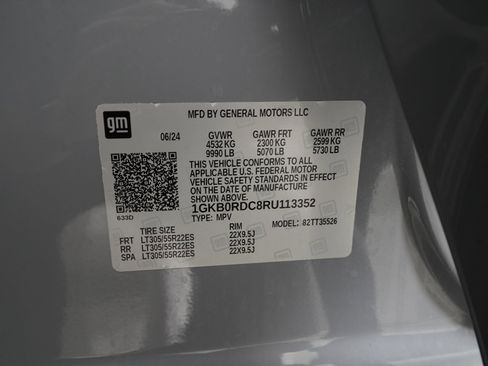 gm
MFD BY GENERAL MOTORS LLC
06/24 GVWR GAWR FRT GAWR RR
4532 KG 2300 KG 2599 KG
9990 LB 5070 LB 5730 LB
THIS VEHICLE CONFORMS TO ALL
APPLICABLE U.S. FEDERAL MOTOR
VEHICLE SAFETY STANDARDS IN EFFECT
ON THE DATE OF MANUFACTURE
SHOWN ABOVE.
633D
1GKB0RDC8RU113352
TYPE: MPV MODEL: 82TT35526
TIRE SIZE RIM
FRT LT305/55R22ES 22X9.5J
RR LT305/55R22ES 22X9.5J
SPA LT305/55R22ES 22X9.5J